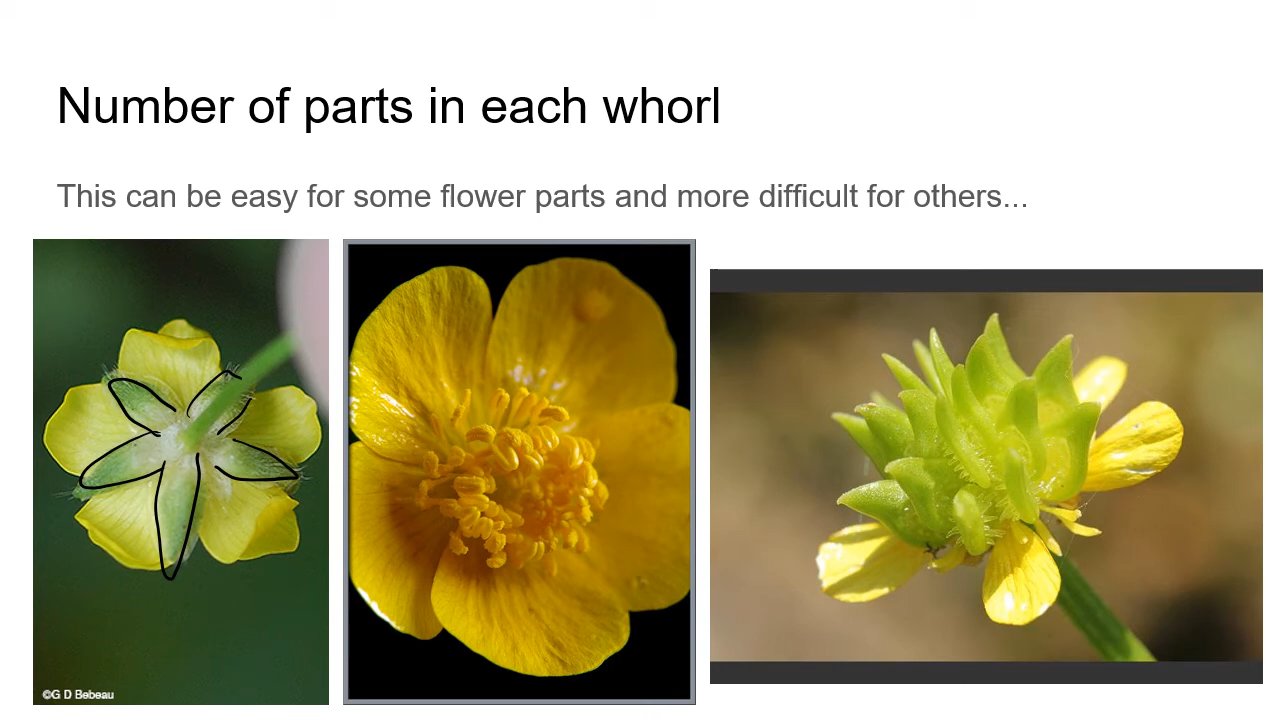 Number of parts in each whorl
This can be easy for some flower parts and more difficult for others...
©G D Bebeau